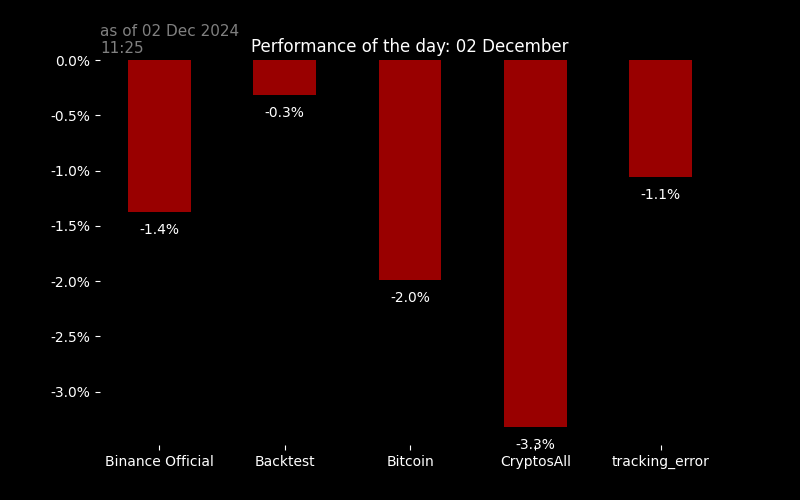 as of 02 Dec 2024
11:25
Performance of the day: 02 December
0.0%
-0.5%
-1.0%
-1.5%
-2.0%
-2.5%
-3.0%
-1.4%
-0.3%
-2.0%
-3.3%
-1.1%
Binance Official
Backtest
Bitcoin
CryptosAll
tracking_error